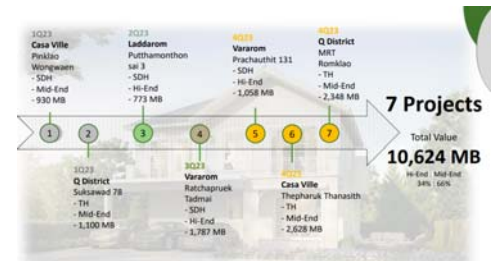 1Q23
Casa Ville
Pinklao
Wongwaen
- SDH
- Mid-End
- 930 MB
2Q23
Laddarom
Putthamonthon
sai 3
- SDH
- Hi-End
- 773 MB
4Q23
Vararom
Prachauthit 131
- SDH
- Hi-End
- 1,058 MB
4Q23
Q District
MRT
Romklao
- TH
- Mid-End
- 2,348 MB
7 Projects
1
2
3
4
5
6
7
Total Value
10,624 MB
Hi-End : Mid-End
34% : 66%
1Q23
Q District
Suksawad 78
- TH
- Mid-End
- 1,100 MB
3Q23
Vararom
Ratchapruek
Tadmai
- SDH
- Hi-End
- 1,787 MB
4Q23
Casa Ville
Thepharuk Thanasith
- TH
- Mid-End
- 2,628 MB